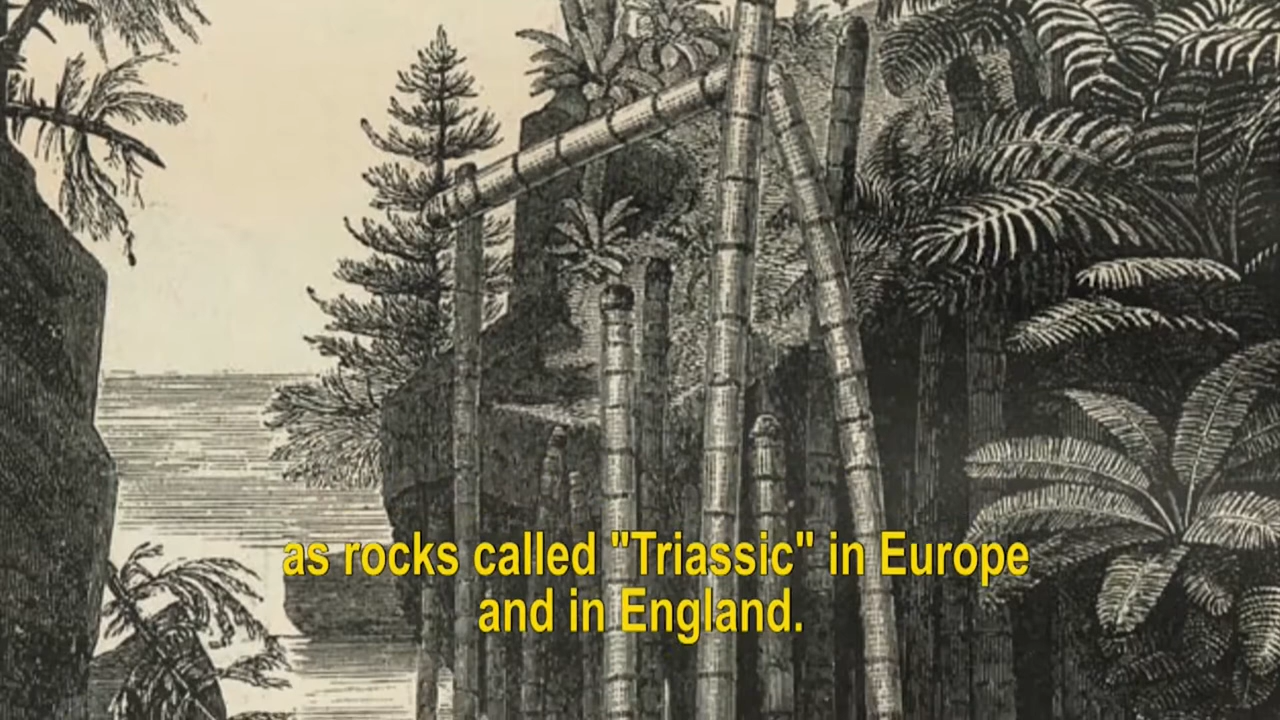 as rocks called "Triassic" in Europe
and in England.